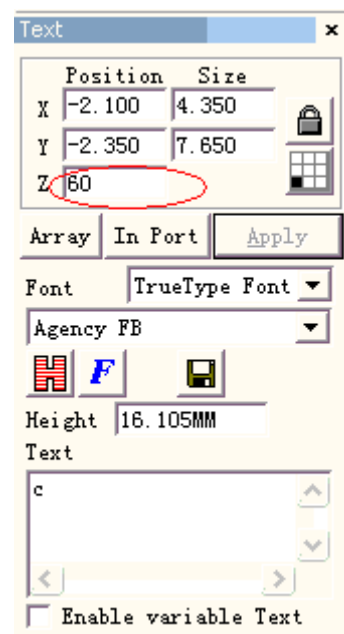 Text
Position Size
X -2.100 4.350
Y -2.350 7.650
Z 60
Array In Port Apply
Font TrueType Font
Agency FB
F
Height 16.105MM
Text
c
Enable variable Text